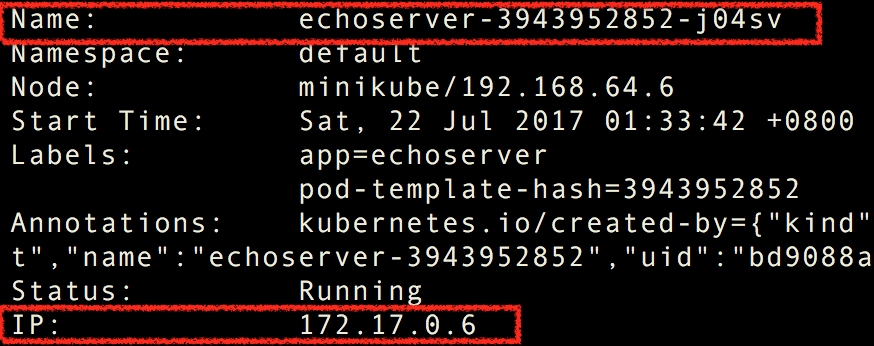 Name: echoserver-3943952852-j04sv
Namespace: default
Node: minikube/192.168.64.6
Start Time: Sat, 22 Jul 2017 01:33:42 +0800
Labels: app=echoserver
pod-template-hash=3943952852
Annotations: kubernetes.io/created-by={"kind"
t","name":"echoserver-3943952852","uid":"bd9088a
Status: Running
IP: 172.17.0.6